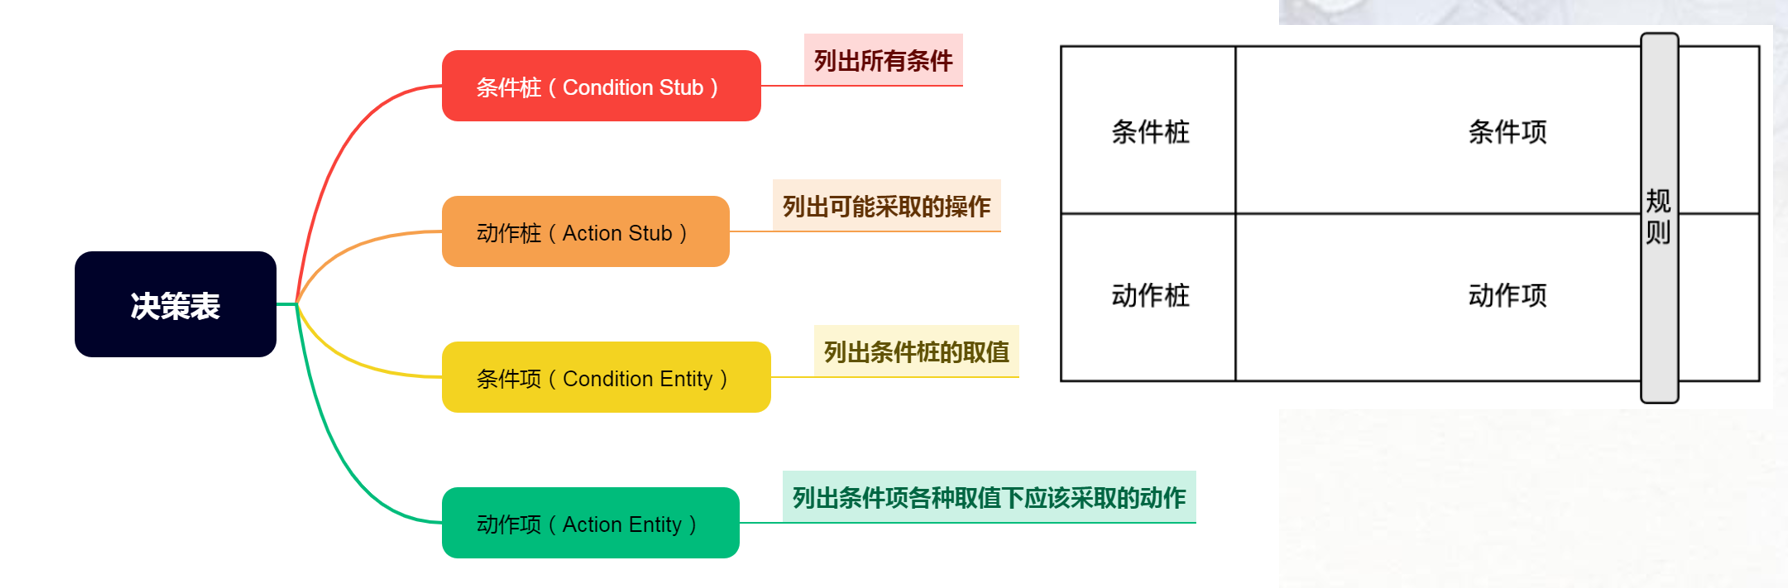 决策表
条件桩（Condition Stub）
列出所有条件
动作桩（Action Stub）
列出可能采取的操作
条件项（Condition Entity）
列出条件桩的取值
动作项（Action Entity）
列出条件项各种取值下应该采取的动作
条件桩
条件项
规则
动作桩
动作项